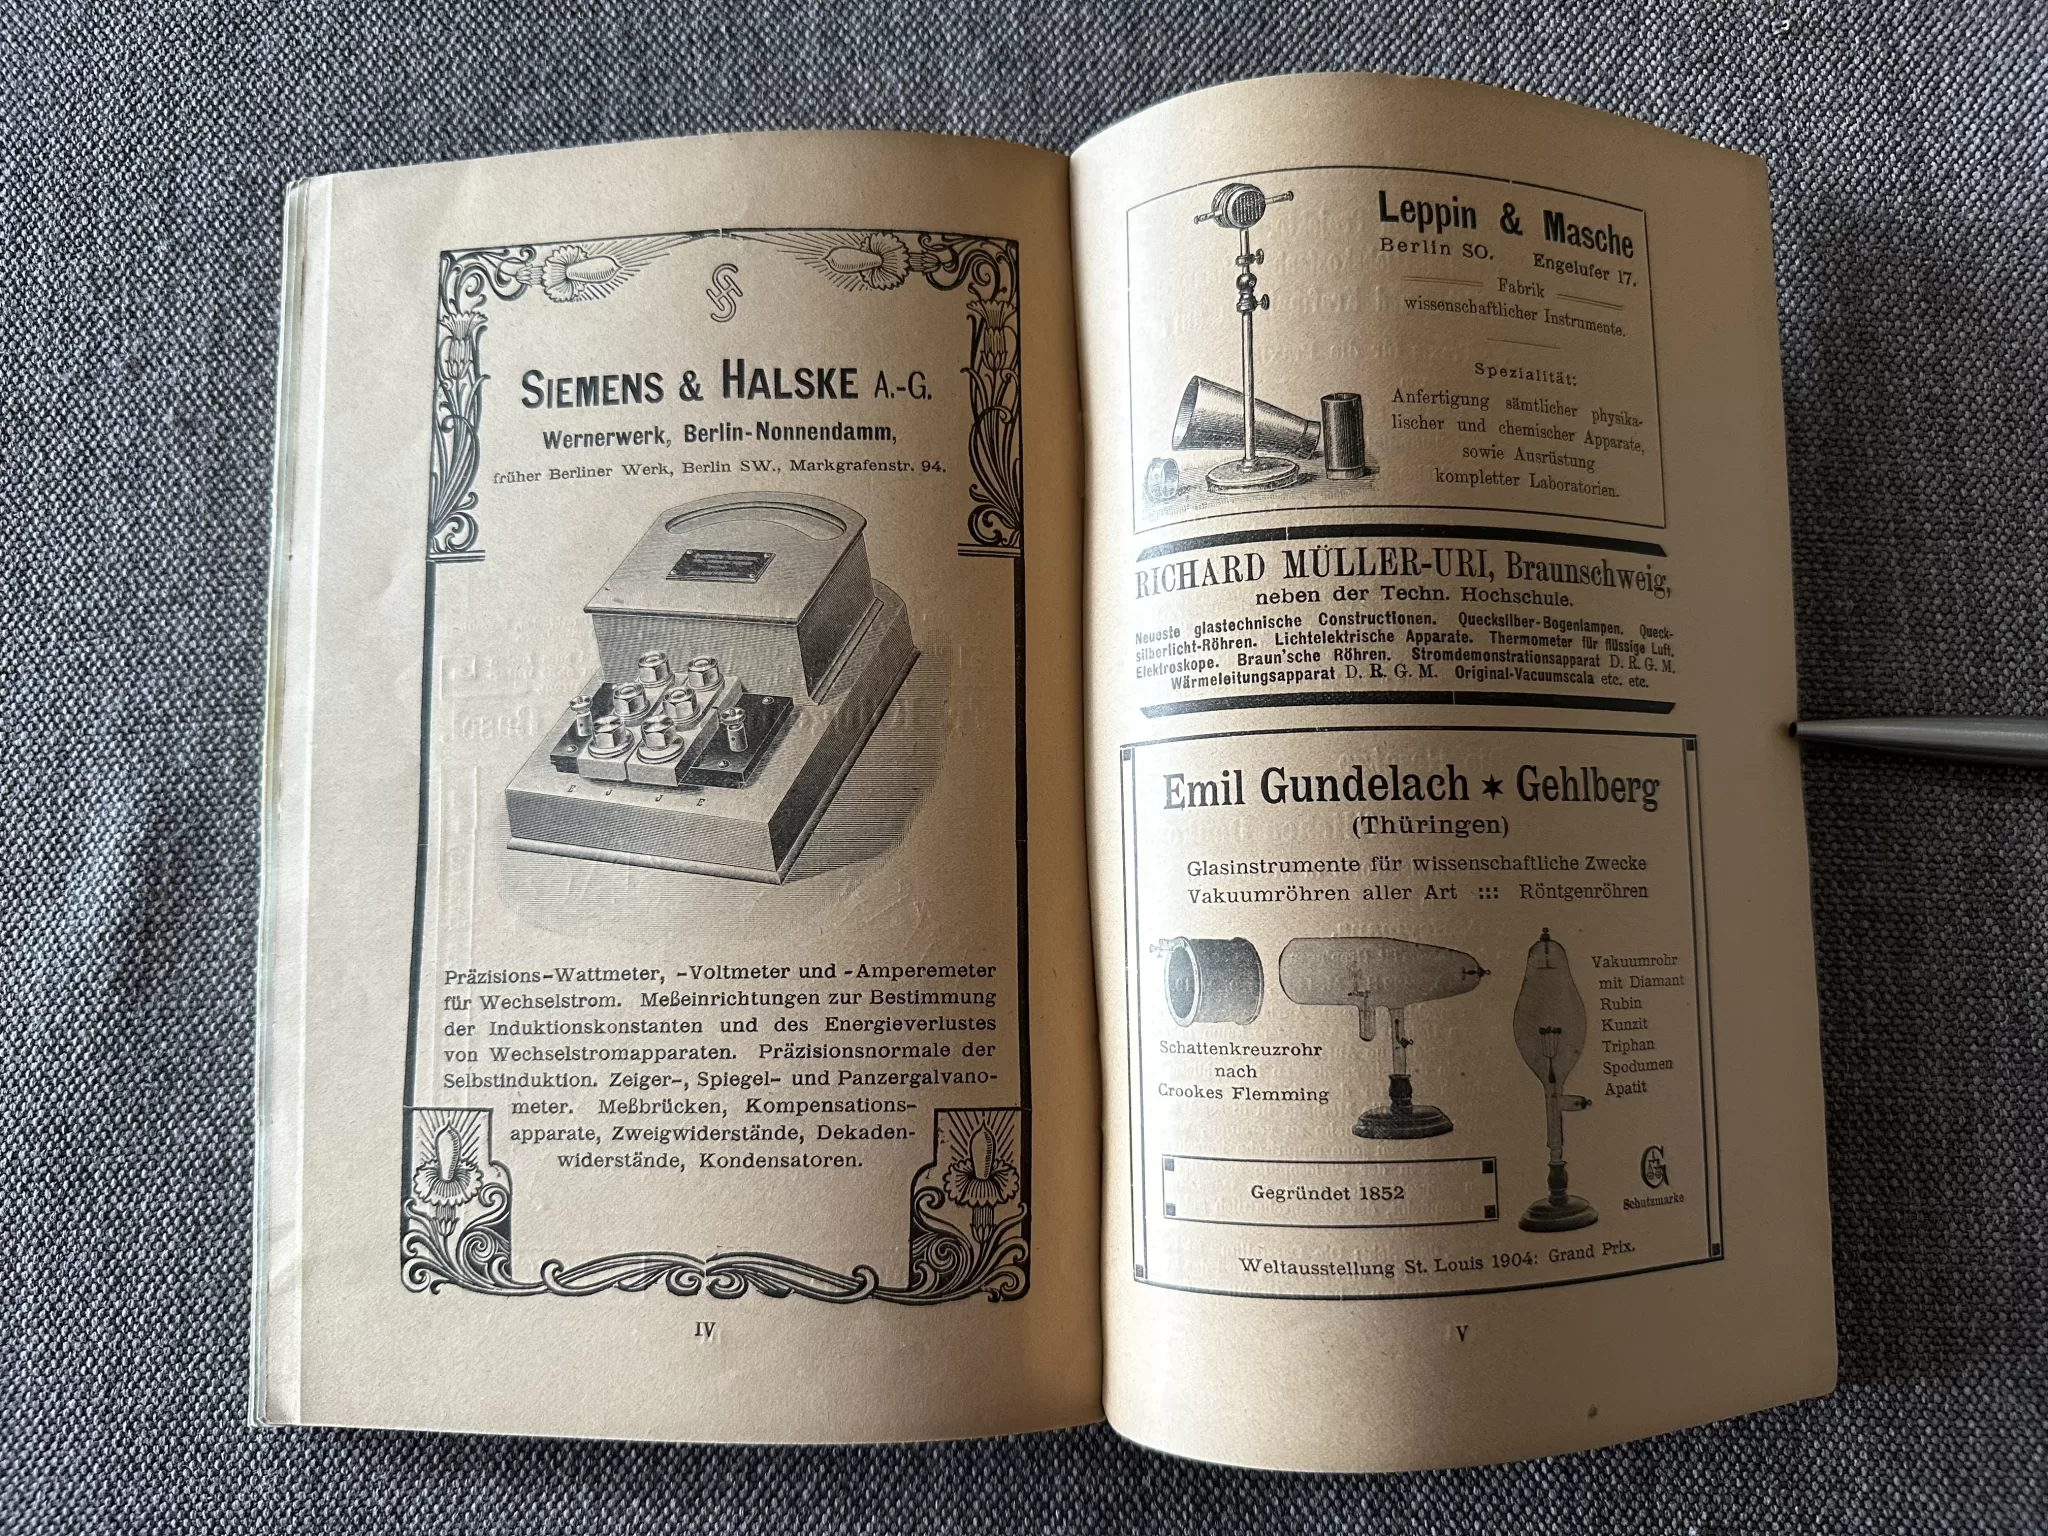 SIEMENS & HALSKE A.-G.
Wernerwerk, Berlin-Nonnendamm,
früher Berliner Werk, Berlin SW., Markgrafenstr. 94.
E J J E
Präzisions-Wattmeter, -Voltmeter und -Amperemeter
für Wechselstrom. Meßeinrichtungen zur Bestimmung
der Induktionskonstanten und des Energieverlustes
von Wechselstromapparaten. Präzisionsnormale der
Selbstinduktion. Zeiger-, Spiegel- und Panzergalvano-
meter. Meßbrücken, Kompensations-
apparate, Zweigwiderstände, Dekaden-
widerstände, Kondensatoren.
IV
Leppin & Masche
Berlin SO. Engelufer 17.
Fabrik
wissenschaftlicher Instrumente.
Spezialität:
Anfertigung sämtlicher physika-
lischer und chemischer Apparate,
sowie Ausrüstung
kompletter Laboratorien.
RICHARD MÜLLER-URI, Braunschweig,
neben der Techn. Hochschule.
Neuoste glastechnische Constructionen. Quecksilber-Bogenlampen. Queck-
silberlicht-Röhren. Lichtelektrische Apparate. Thermometer für flüssige Luft.
Elektroskope. Braun'sche Röhren. Stromdemonstrationsapparat D. R. G. M.
Wärmeleitungsapparat D. R. G. M. Original-Vacuumscala etc. etc.
Emil Gundelach ★ Gehlberg
(Thüringen)
Glasinstrumente für wissenschaftliche Zwecke
Vakuumröhren aller Art ::: Röntgenröhren
Schattenkreuzrohr
nach
Crookes Flemming
Vakuumrohr
mit Diamant
Rubin
Kunzit
Triphan
Spodumen
Apatit
G
Schutzmarke
Gegründet 1852
Weltausstellung St. Louis 1904: Grand Prix.
V